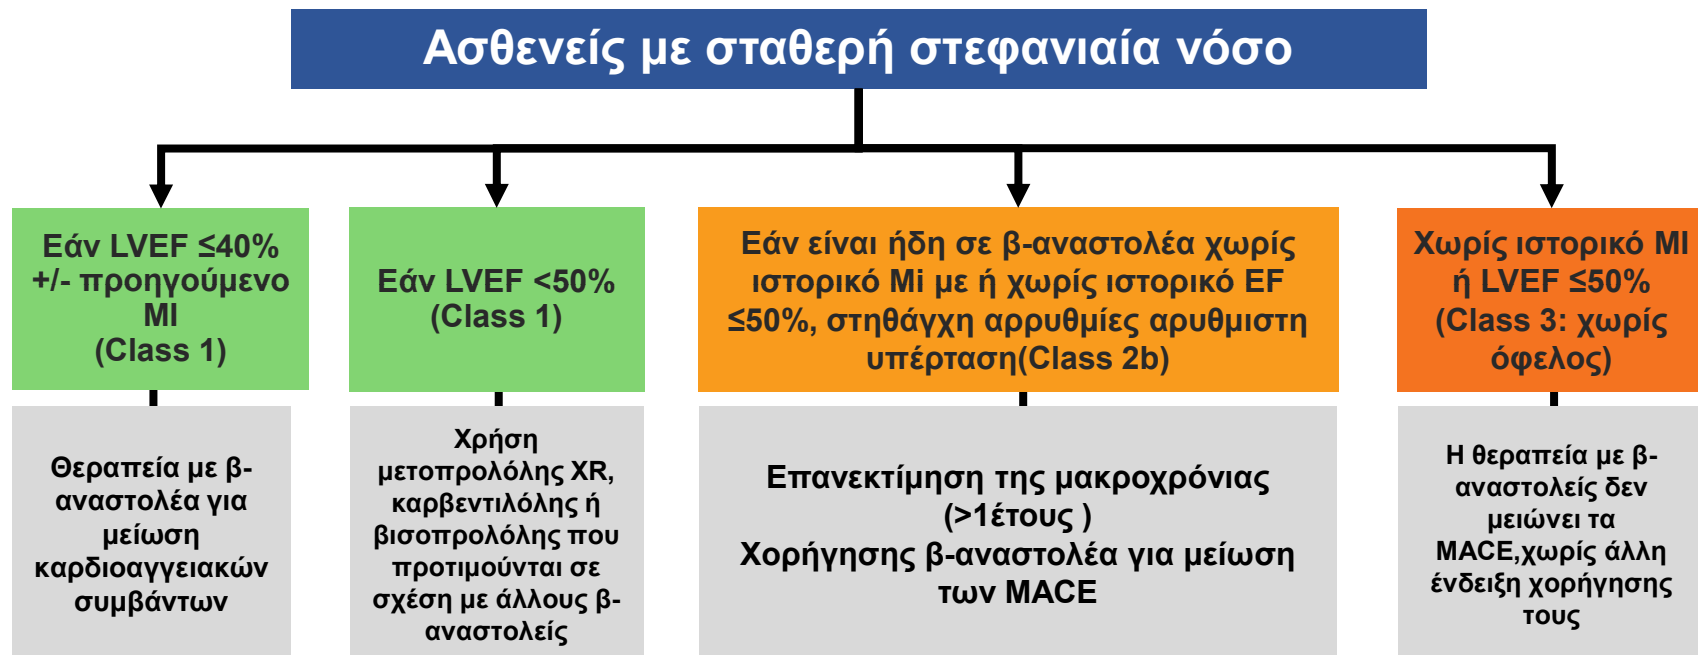 Ασθενείς με σταθερή στεφανιαία νόσο
Εάν LVEF ≤40%
+/- προηγούμενο
MI
(Class 1)
Εάν LVEF <50%
(Class 1)
Εάν είναι ήδη σε β-αναστολέα χωρίς
ιστορικό Mi με ή χωρίς ιστορικό EF
≤50%, στηθάγχη αρρυθμίες αρυθμιστη
υπέρταση(Class 2b)
Χωρίς ιστορικό MI
ή LVEF ≤50%
(Class 3: χωρίς
όφελος)
Θεραπεία με β-
αναστολέα για
μείωση
καρδιοαγγειακών
συμβάντων
Χρήση
μετοπρολόλης XR,
καρβεντιλόλης ή
βισοπρολόλης που
προτιμούνται σε
σχέση με άλλους β-
αναστολείς
Επανεκτίμηση της μακροχρόνιας
(>1έτους )
Χορήγησης β-αναστολέα για μείωση
των MACE
Η θεραπεία με β-
αναστολείς δεν
μειώνει τα
MACE,χωρίς άλλη
ένδειξη χορήγησης
τους